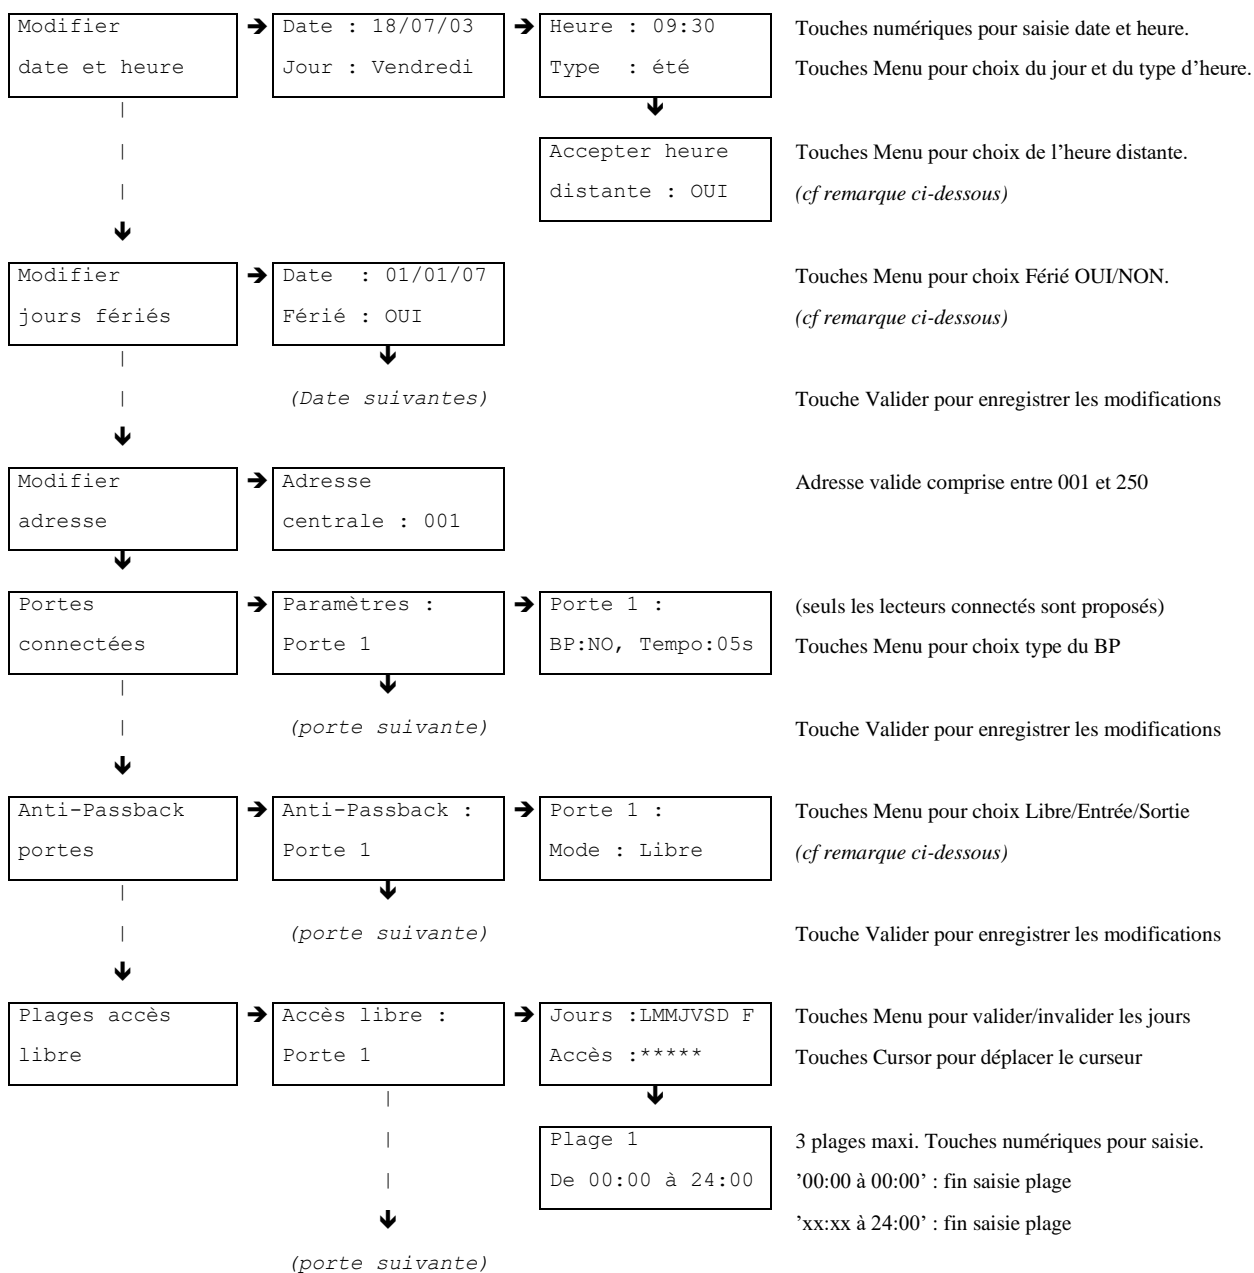 Modifier
date et heure
Date : 18/07/03
Jour : Vendredi
Heure : 09:30
Type : été
Touches numériques pour saisie date et heure.
Touches Menu pour choix du jour et du type d’heure.
Accepter heure
distante : OUI
Touches Menu pour choix de l’heure distante.
(cf remarque ci-dessous)
Modifier
jours fériés
Date : 01/01/07
Férié : OUI
Touches Menu pour choix Férié OUI/NON.
(cf remarque ci-dessous)
(Date suivantes)
Touche Valider pour enregistrer les modifications
Modifier
adresse
Adresse
centrale : 001
Adresse valide comprise entre 001 et 250
Portes
connectées
Paramètres :
Porte 1
Porte 1 :
BP:NO, Tempo:05s
(seuls les lecteurs connectés sont proposés)
Touches Menu pour choix type du BP
(porte suivante)
Touche Valider pour enregistrer les modifications
Anti-Passback
portes
Anti-Passback :
Porte 1
Porte 1 :
Mode : Libre
Touches Menu pour choix Libre/Entrée/Sortie
(cf remarque ci-dessous)
(porte suivante)
Touche Valider pour enregistrer les modifications
Plages accès
libre
Accès libre :
Porte 1
Jours :LMMJVSD F
Accès :*****
Touches Menu pour valider/invalider les jours
Touches Cursor pour déplacer le curseur
Plage 1
De 00:00 à 24:00
3 plages maxi. Touches numériques pour saisie.
’00:00 à 00:00’ : fin saisie plage
’xx:xx à 24:00’ : fin saisie plage
(porte suivante)